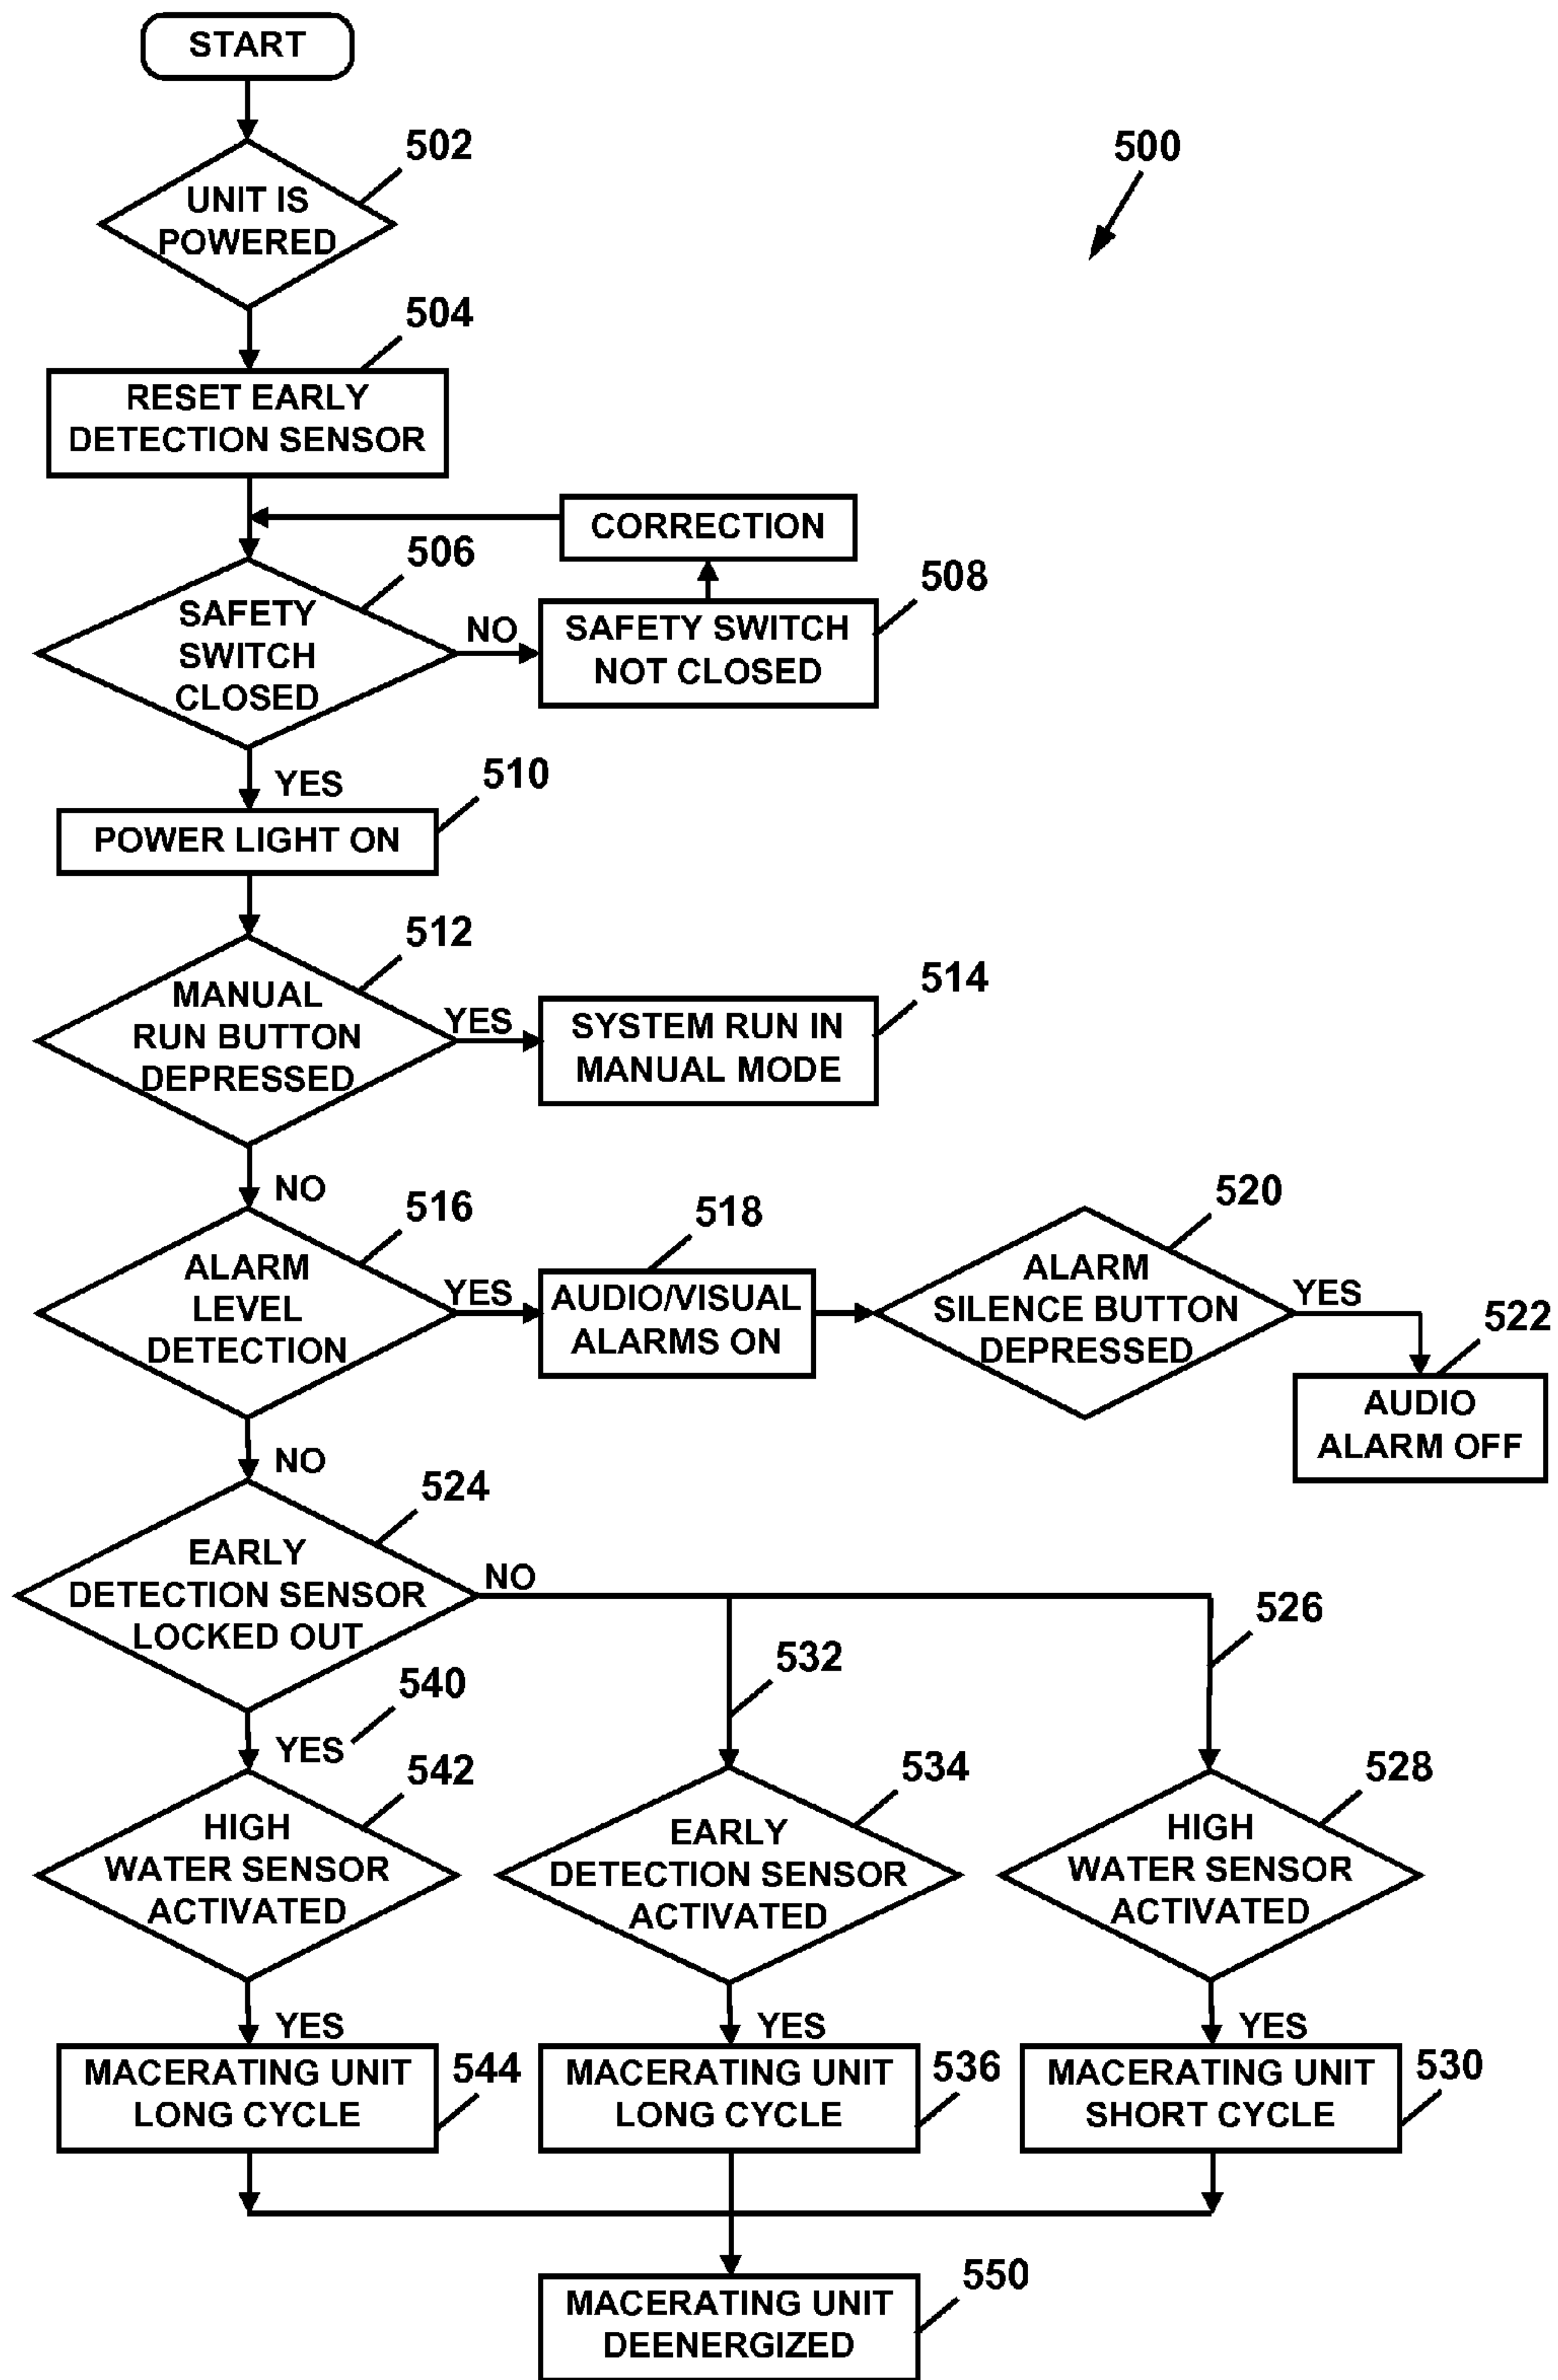 START
502
500
UNIT IS
POWERED
504
RESET EARLY
DETECTION SENSOR
CORRECTION
506
508
SAFETY
SWITCH
CLOSED
NO
SAFETY SWITCH
NOT CLOSED
YES
510
POWER LIGHT ON
512
514
MANUAL
RUN BUTTON
DEPRESSED
YES
SYSTEM RUN IN
MANUAL MODE
NO
516
518
520
ALARM
LEVEL
DETECTION
YES
AUDIO/VISUAL
ALARMS ON
ALARM
SILENCE BUTTON
DEPRESSED
YES
522
AUDIO
ALARM OFF
NO
524
EARLY
DETECTION SENSOR
LOCKED OUT
NO
526
532
540
YES
542
534
528
HIGH
WATER SENSOR
ACTIVATED
EARLY
DETECTION SENSOR
ACTIVATED
HIGH
WATER SENSOR
ACTIVATED
YES
YES
YES
MACERATING UNIT
LONG CYCLE
544
MACERATING UNIT
LONG CYCLE
536
MACERATING UNIT
SHORT CYCLE
530
550
MACERATING UNIT
DEENERGIZED